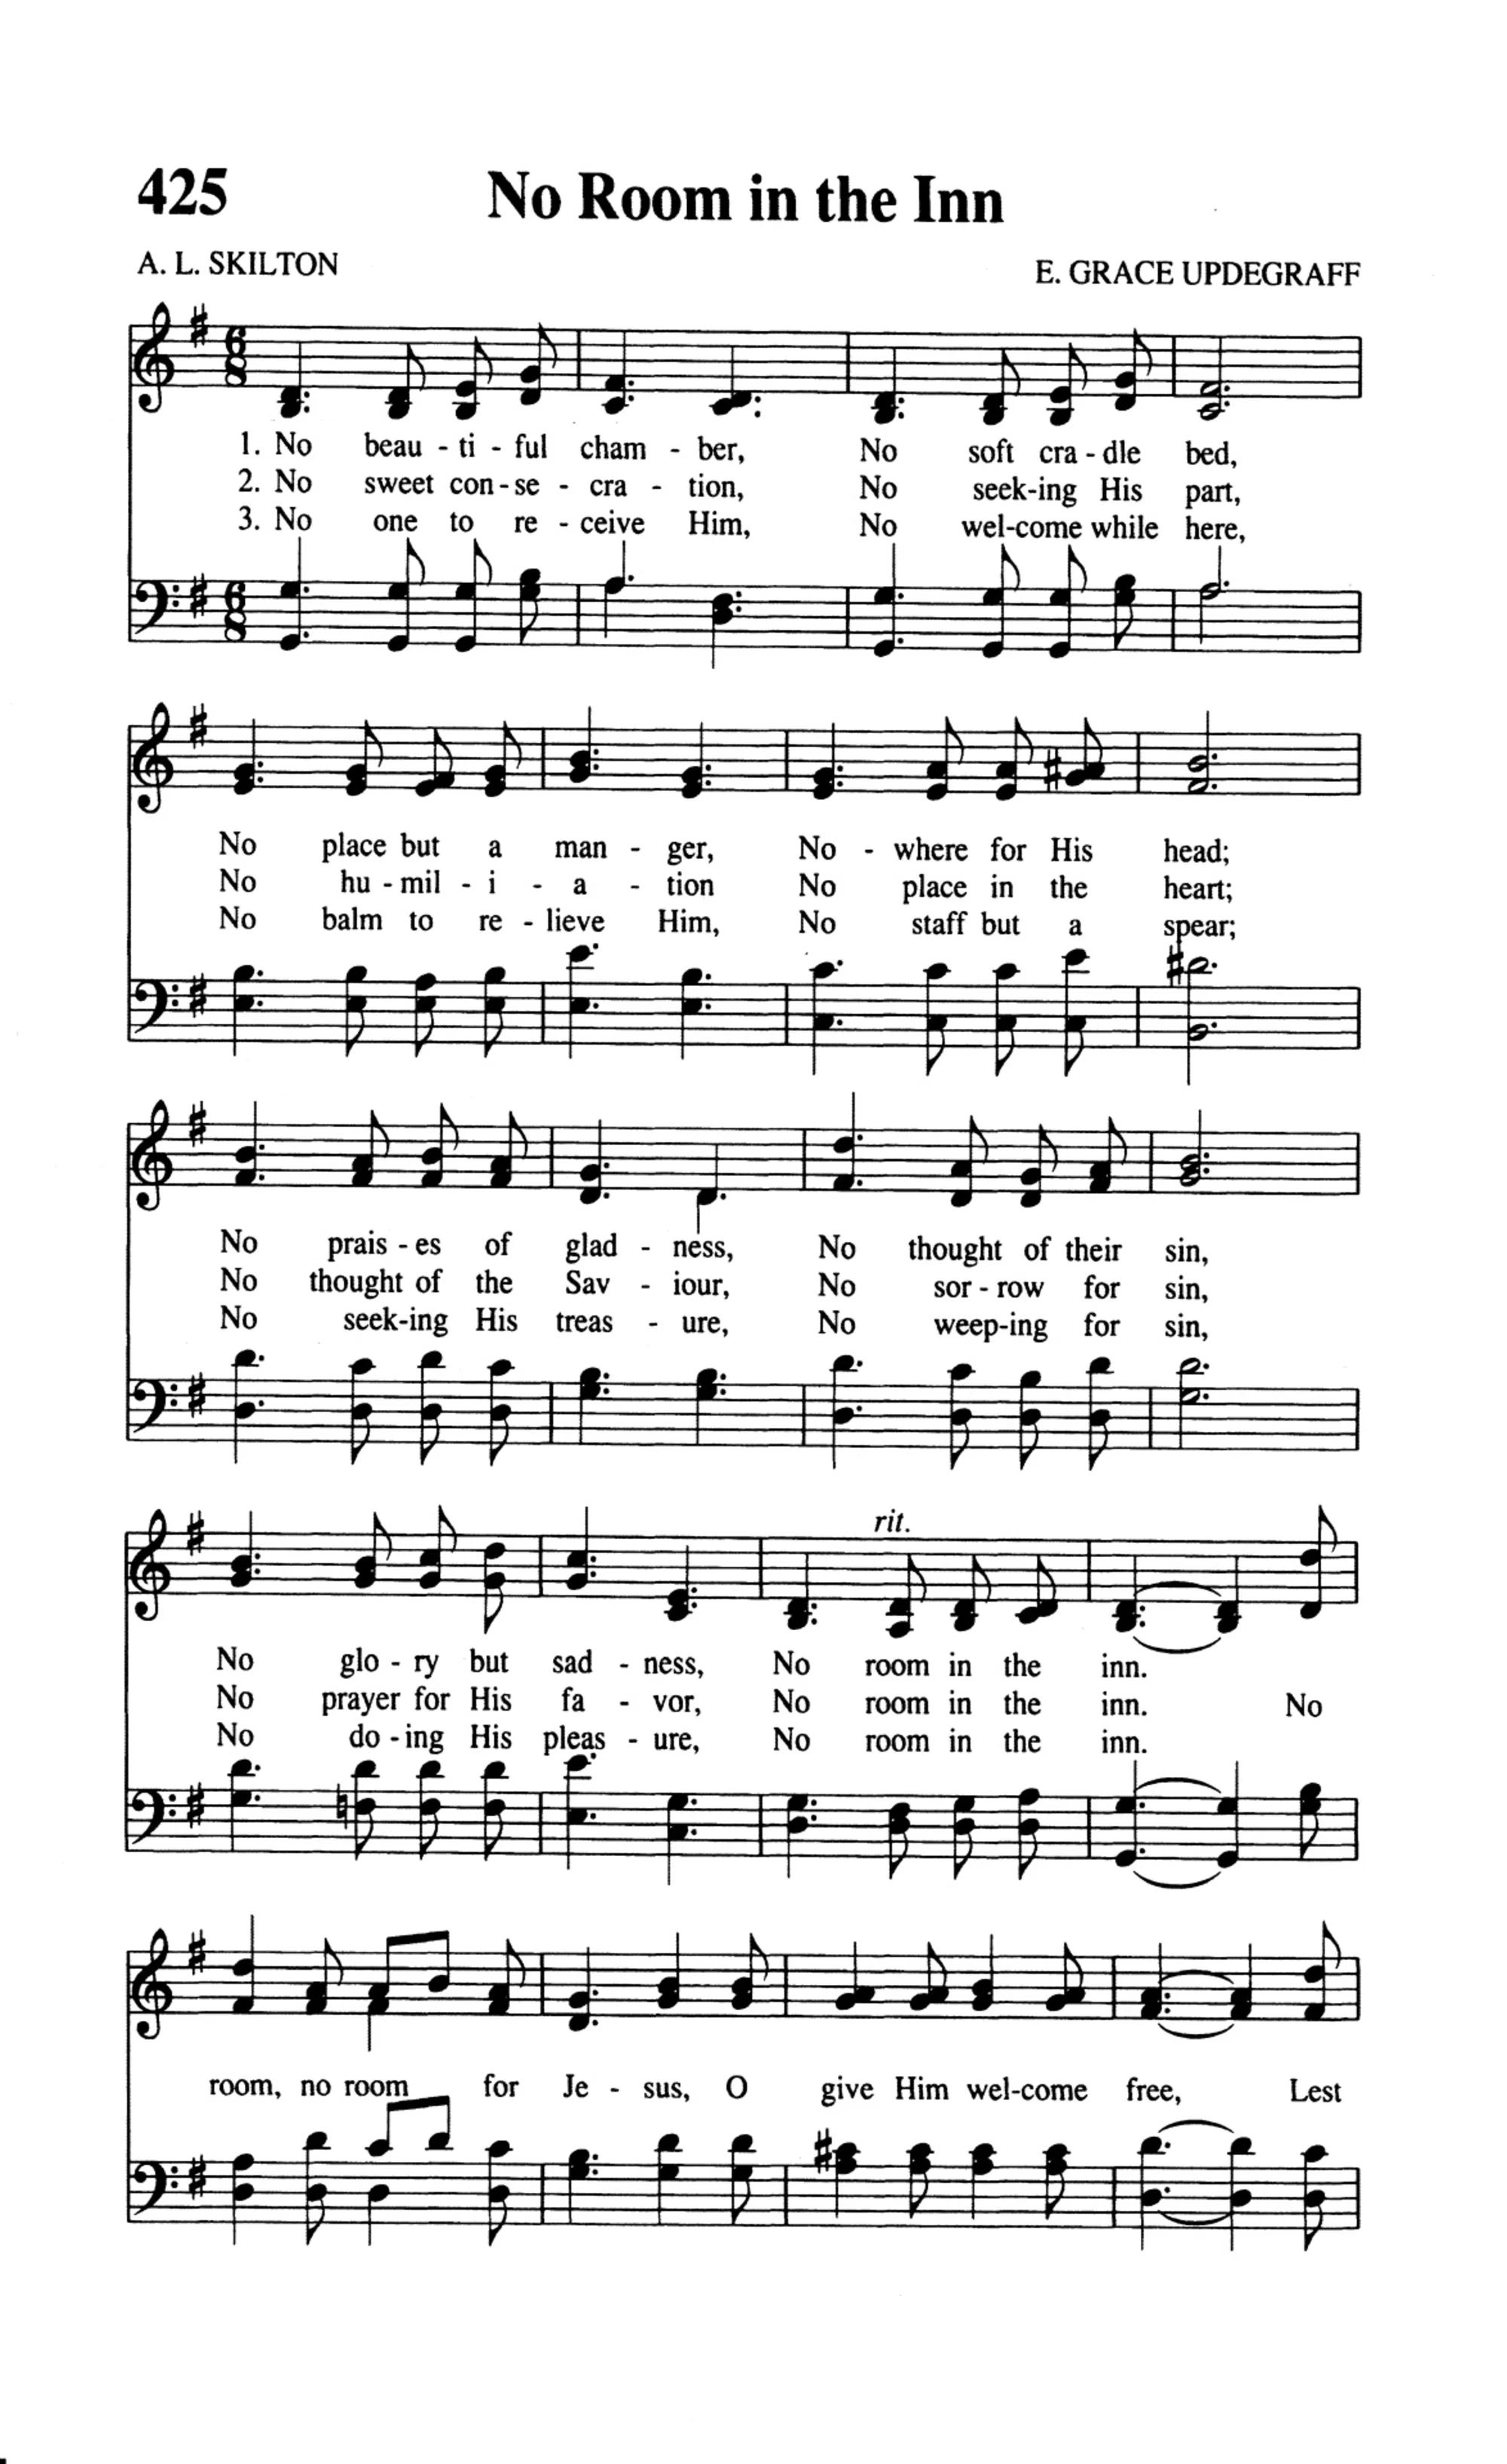 425 No Room in the Inn
A. L. SKILTON E. GRACE UPDEGRAFF
1. No beau - ti - ful cham - ber, No soft cra - dle bed,
2. No sweet con - se - cra - tion, No seek-ing His part,
3. No one to re - ceive Him, No wel-come while here,
No place but a man - ger, No - where for His head;
No hu - mil - i - a - tion No place in the heart;
No balm to re - lieve Him, No staff but a spear;
No prais - es of glad - ness, No thought of their sin,
No thought of the Sav - iour, No sor - row for sin,
No seek-ing His treas - ure, No weep-ing for sin,
rit.
No glo - ry but sad - ness, No room in the inn.
No prayer for His fa - vor, No room in the inn. No
No do - ing His pleas - ure, No room in the inn.
room, no room for Je - sus, O give Him wel-come free, Lest